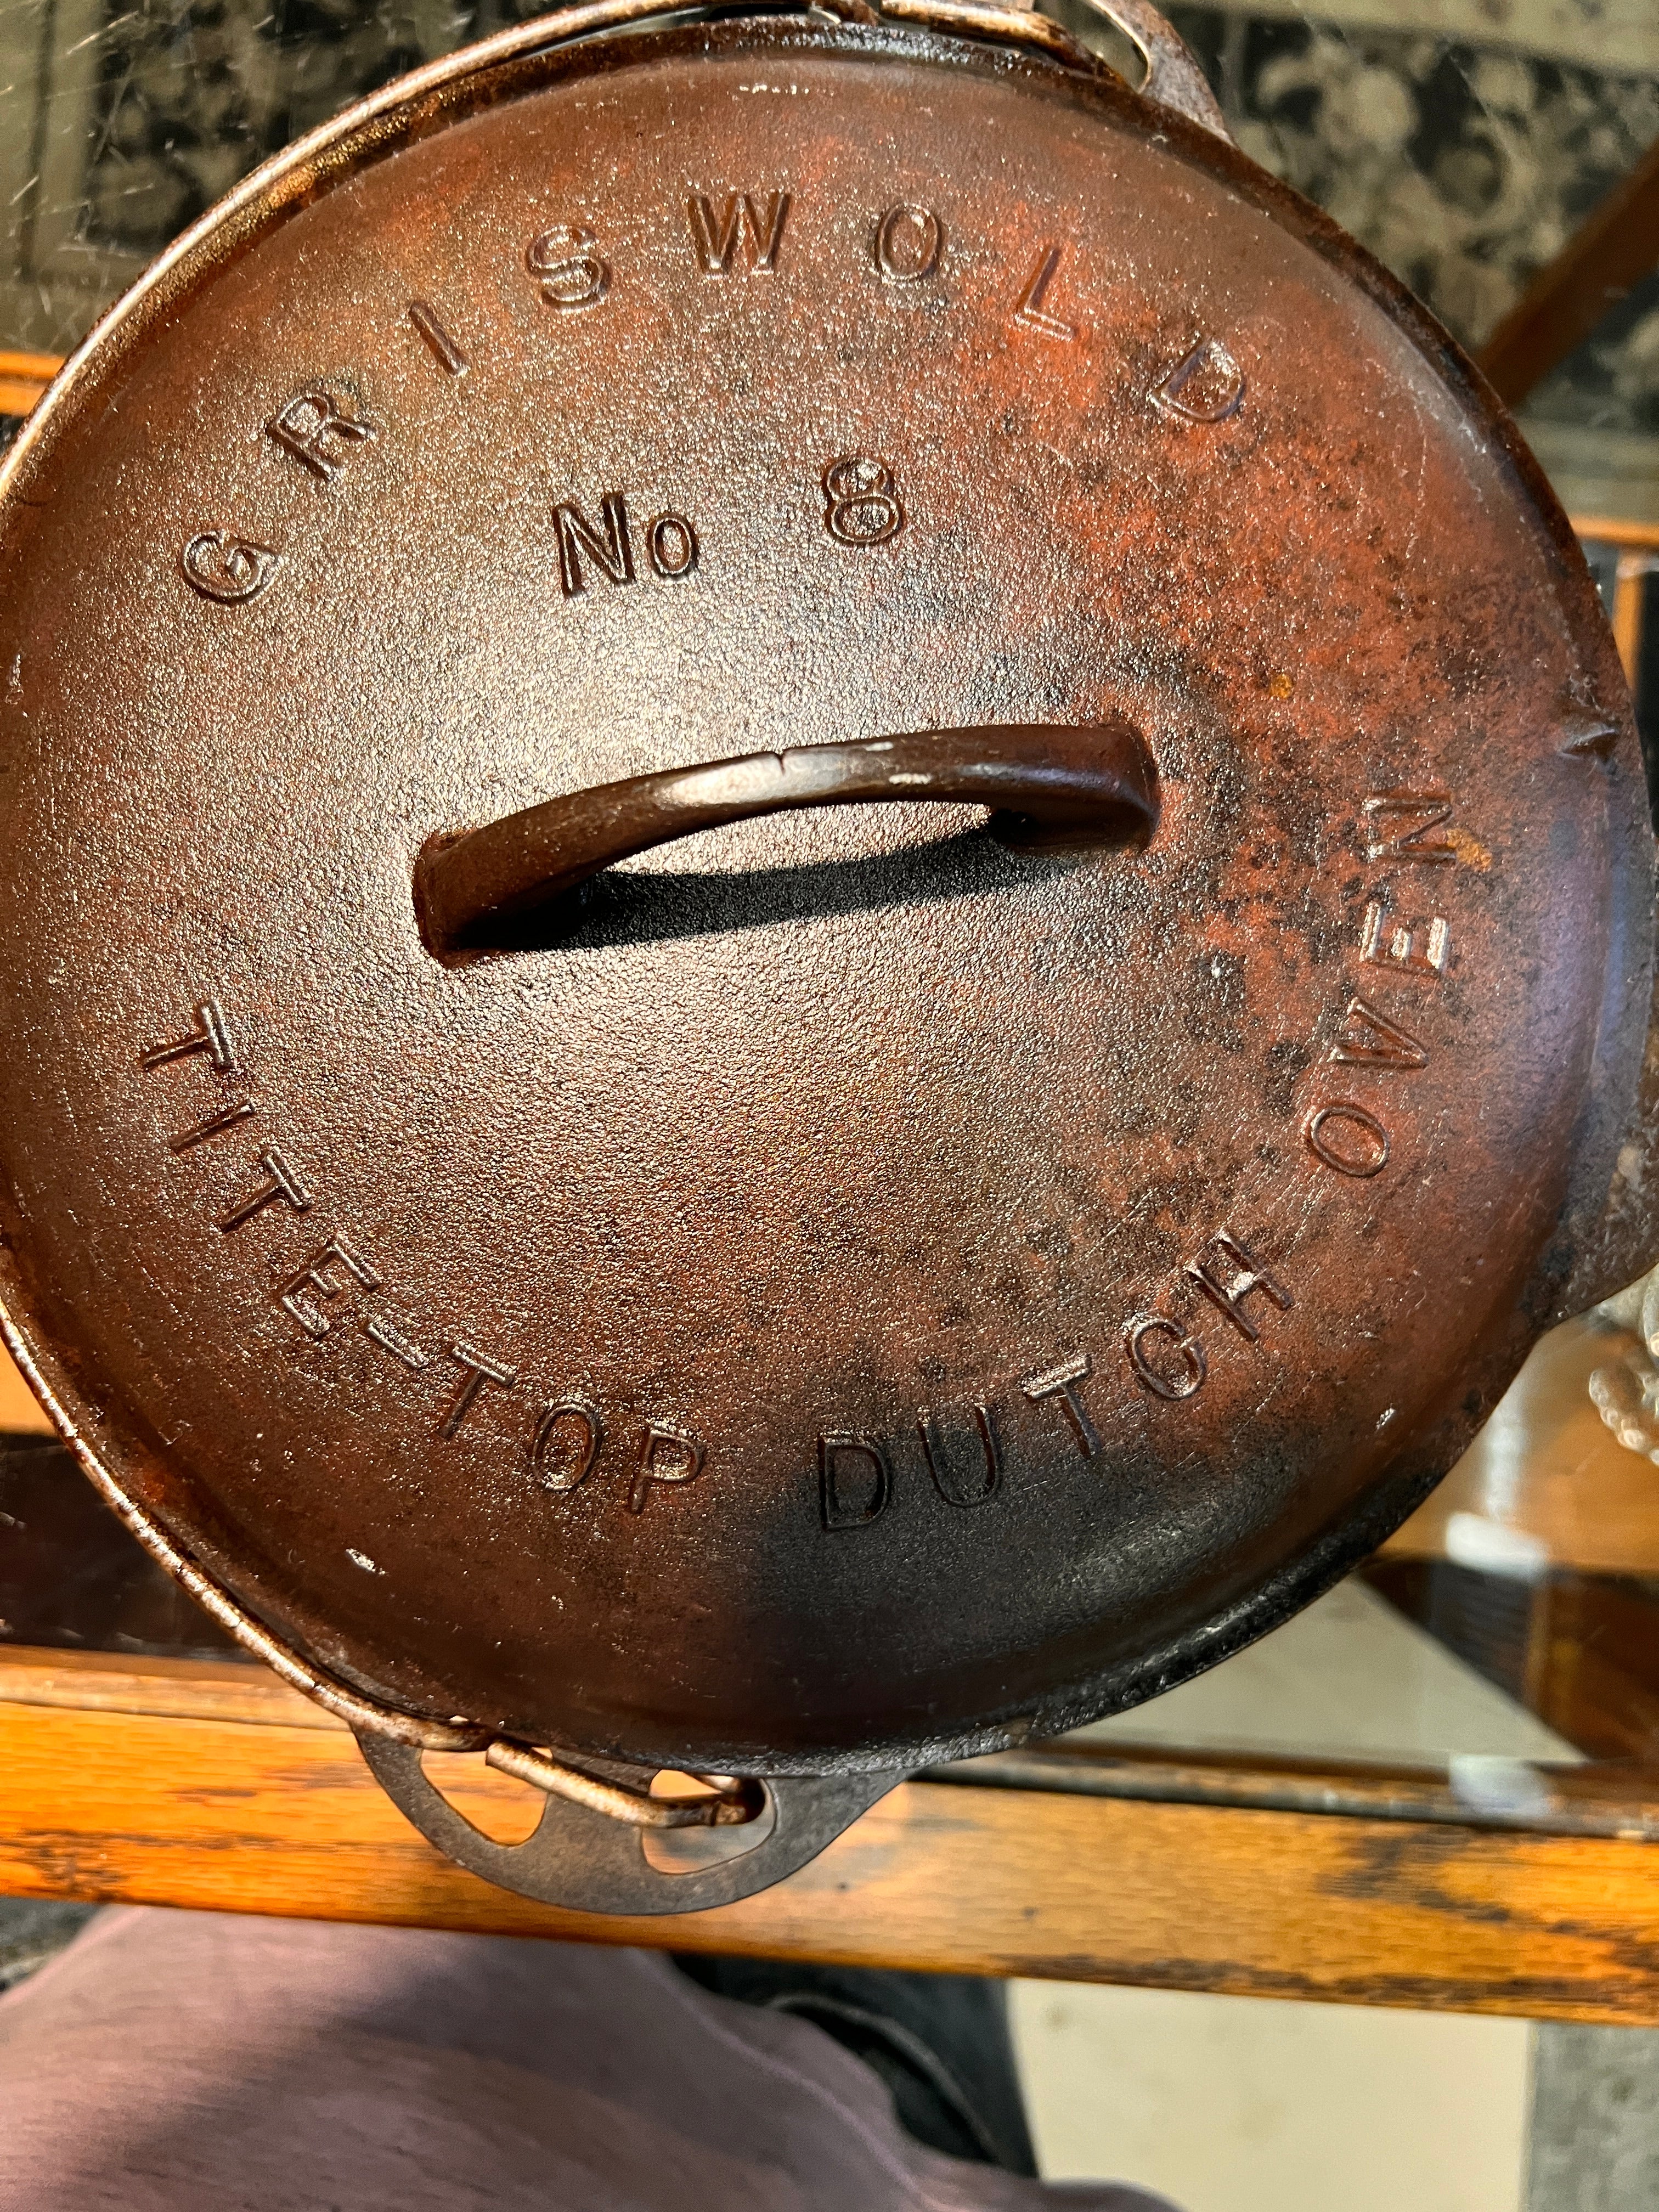 GRISWOLD
No 8
TITE-TOP DUTCH OVEN